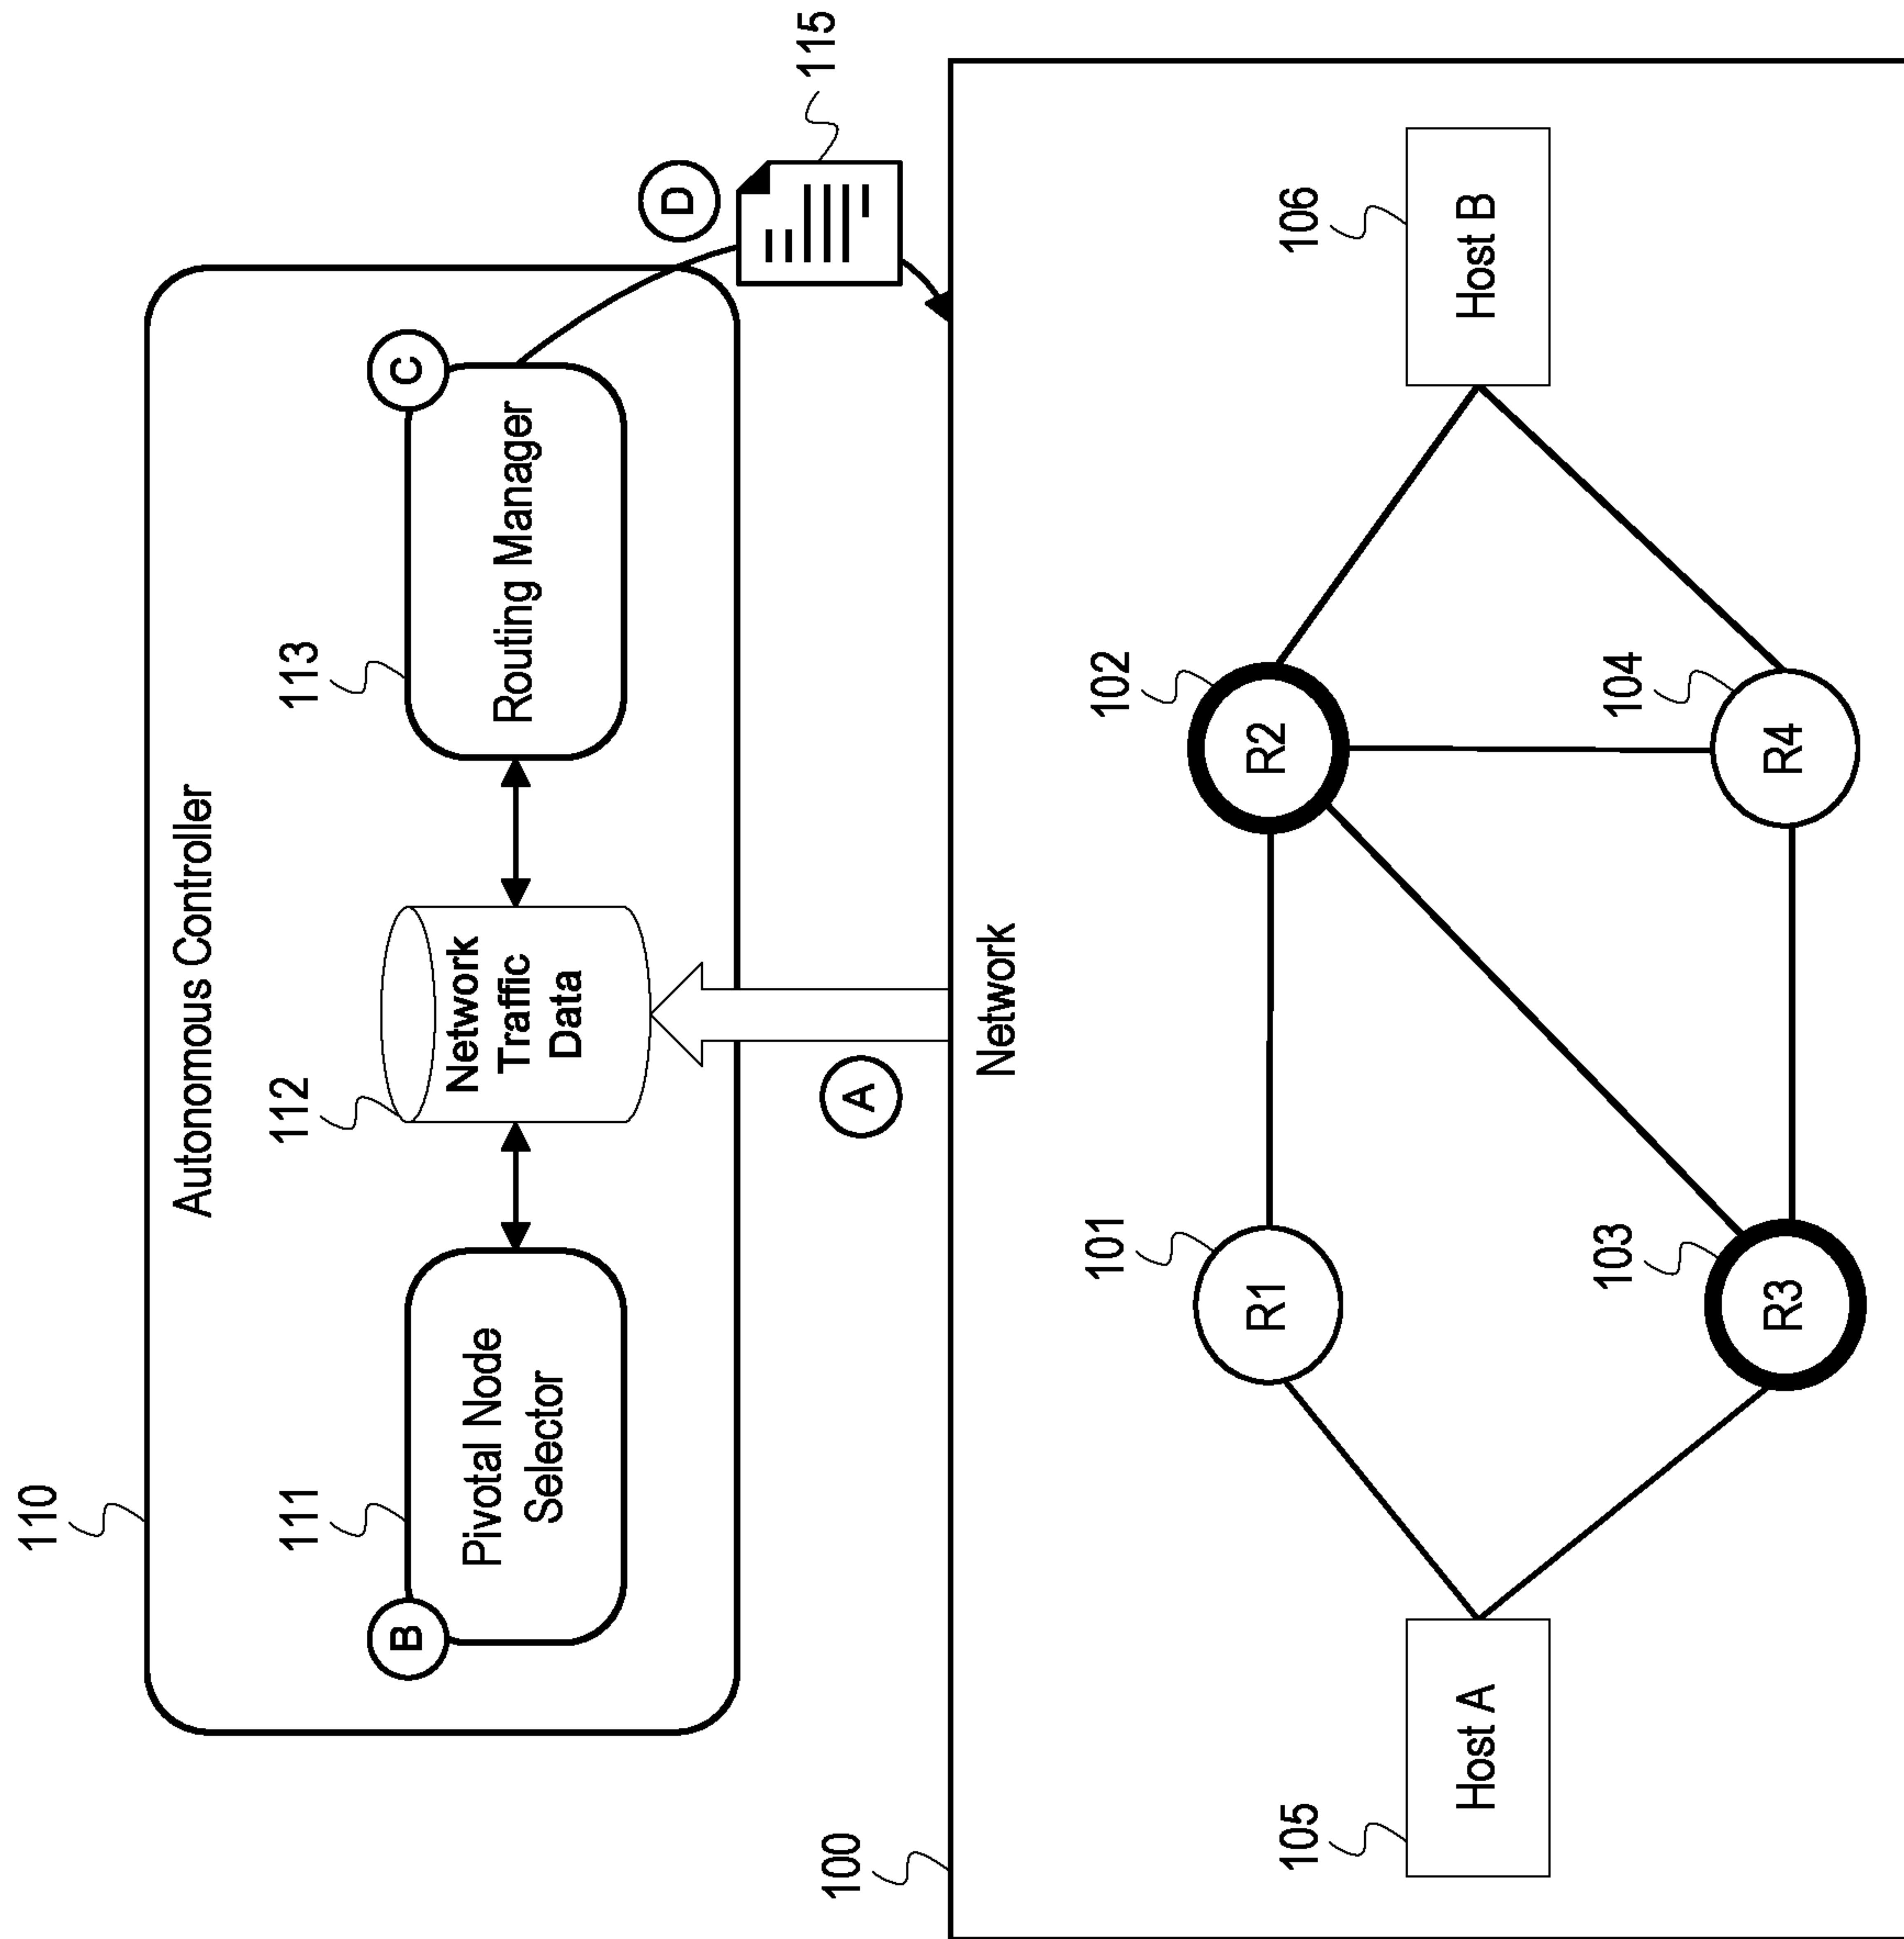 110
Autonomous Controller
111
112
113
B
Pivotal Node
Selector
Network
Traffic
Data
C
Routing Manager
D
115
A
100
Network
101
102
R1
R2
105
106
Host A
Host B
103
104
R3
R4